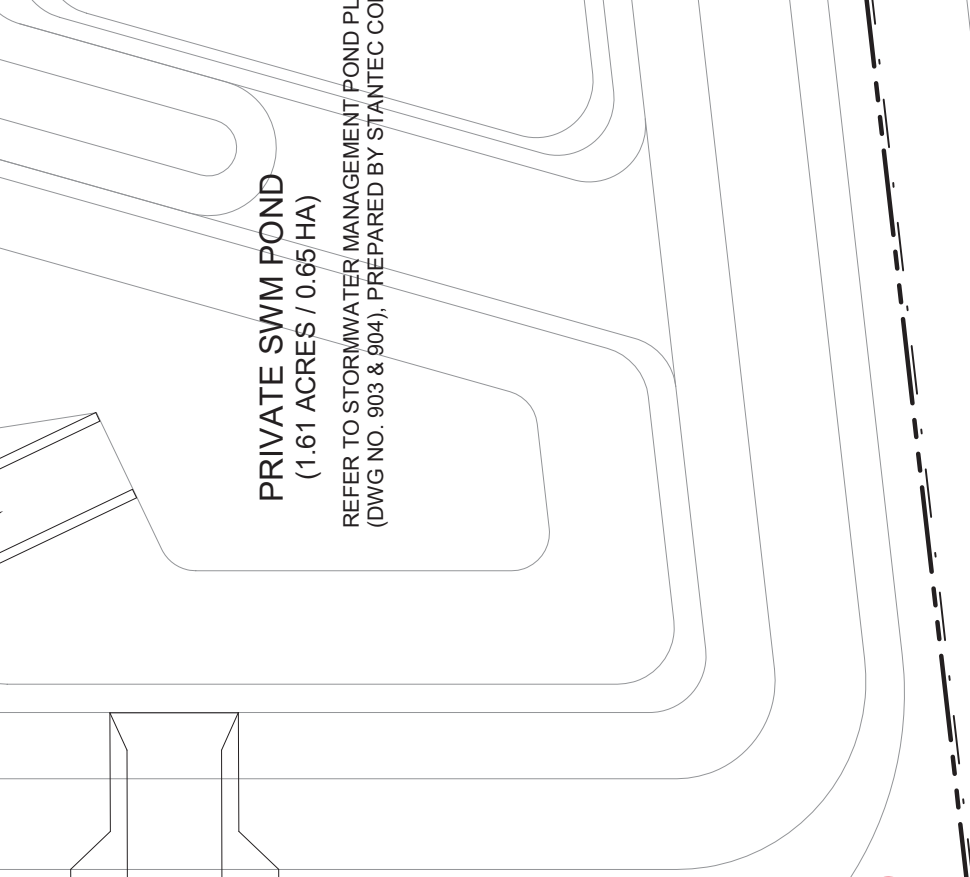 PRIVATE SWM POND
(1.61 ACRES / 0.65 HA)
REFER TO STORMWATER MANAGEMENT POND
(DWG NO. 903 & 904), PREPARED BY STANTEC